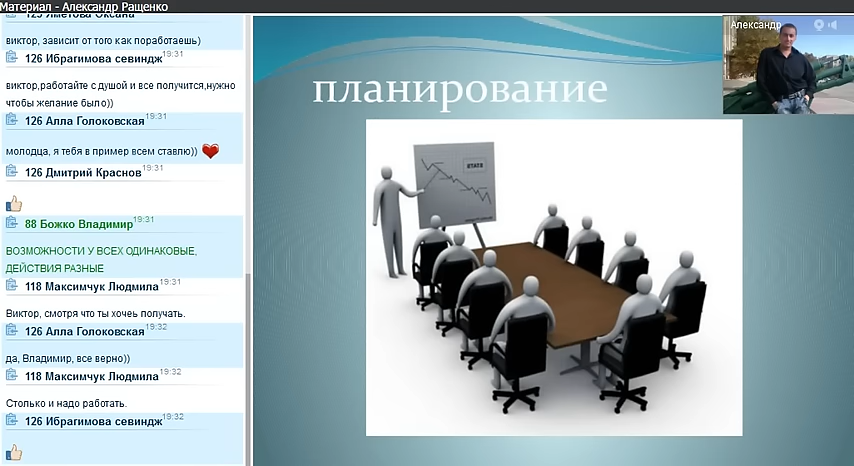 Материал - Александр Ращенко
123 Яметова Оксана
виктор, зависит от того как поработаешь)
126 Ибрагимова севиндж 19:31
виктор,работайте с душой и все получится,нужно
чтобы желание было))
126 Алла Голоковская 19:31
молодца, я тебя в пример всем ставлю))
126 Дмитрий Краснов 19:31
88 Божко Владимир 19:31
ВОЗМОЖНОСТИ У ВСЕХ ОДИНАКОВЫЕ,
ДЕЙСТВИЯ РАЗНЫЕ
118 Максимчук Людмила 19:31
Виктор, смотря что ты хочеь получать.
126 Алла Голоковская 19:32
да, Владимир, все верно))
118 Максимчук Людмила 19:32
Столько и надо работать.
126 Ибрагимова севиндж 19:32
планирование
STATS
Александр